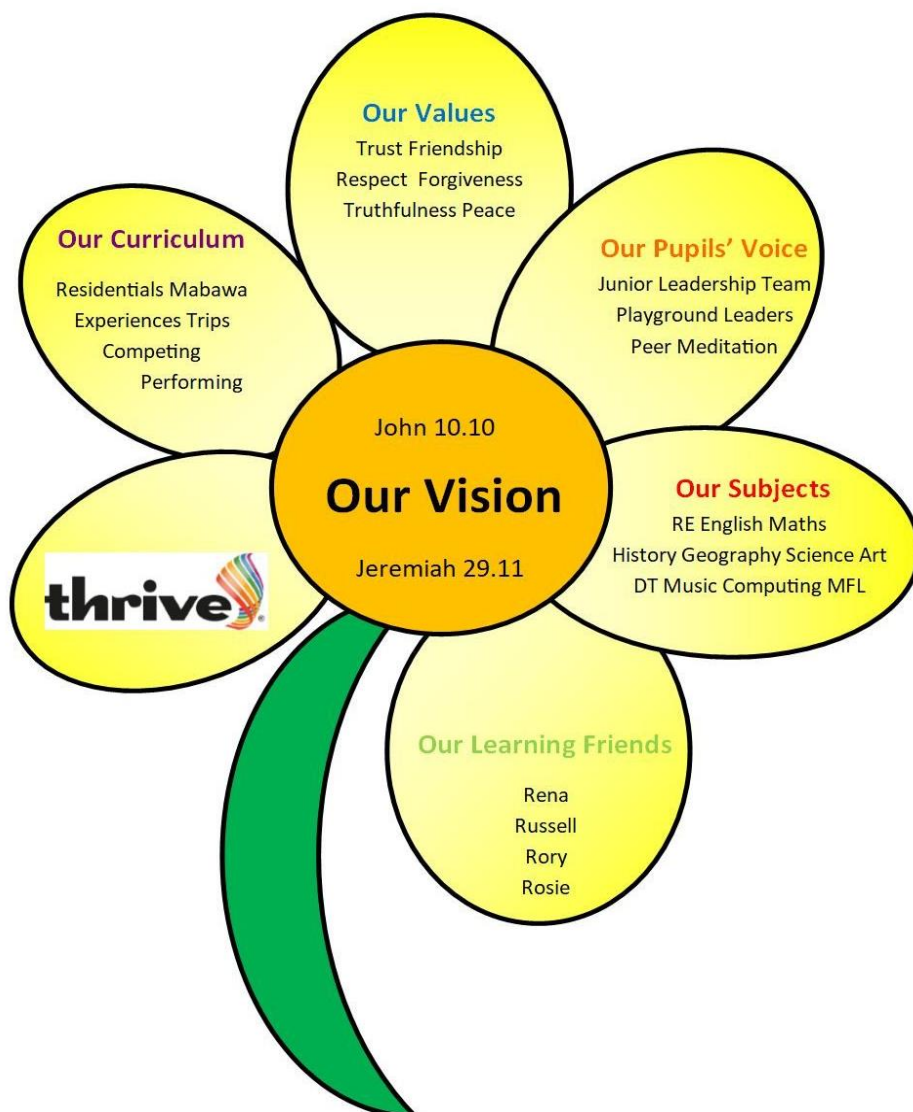 Our Values
Trust Friendship
Respect Forgiveness
Truthfulness Peace
Our Curriculum
Residentials Mabawa
Experiences Trips
Competing
Performing
Our Pupils’ Voice
Junior Leadership Team
Playground Leaders
Peer Meditation
John 10.10
Our Vision
Jeremiah 29.11
Our Subjects
RE English Maths
History Geography Science Art
DT Music Computing MFL
thrive
®
Our Learning Friends
Rena
Russell
Rory
Rosie